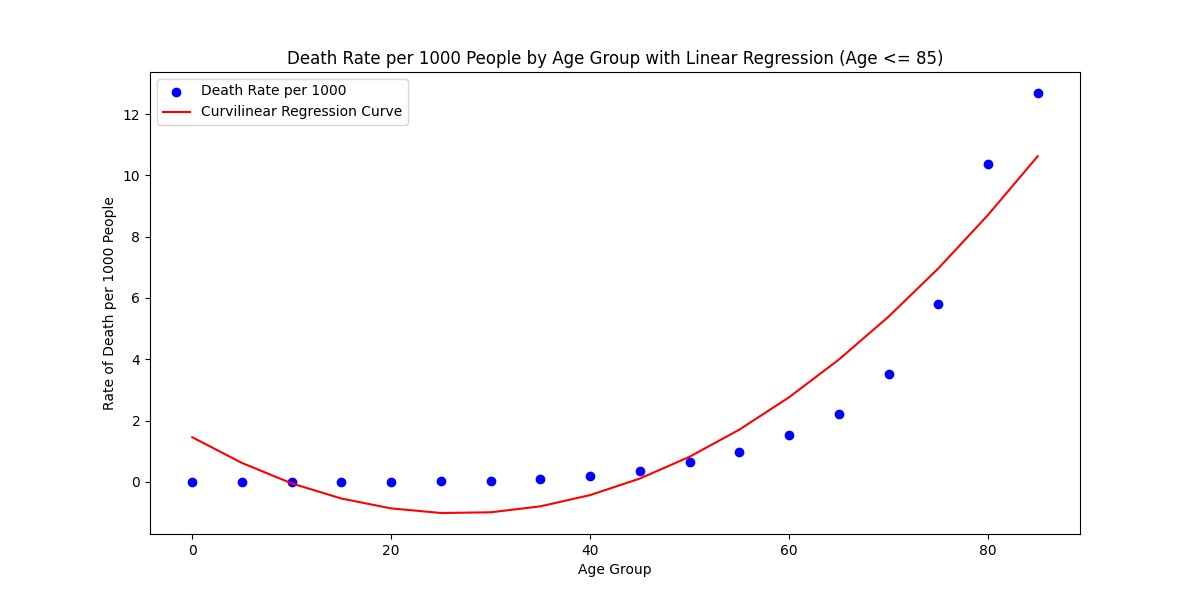 Death Rate per 1000 People by Age Group with Linear Regression (Age <= 85)
Death Rate per 1000
Curvilinear Regression Curve
Rate of Death per 1000 People
12
10
8
6
4
2
0
0 20 40 60 80
Age Group